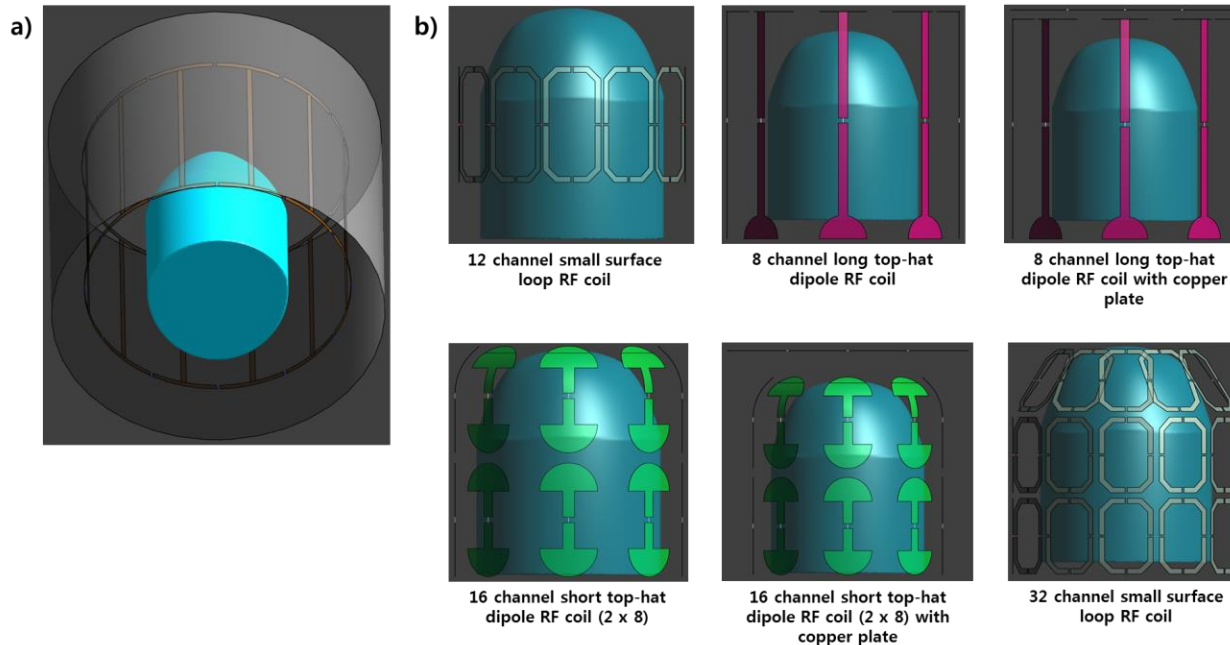 a)
b)
12 channel small surface
loop RF coil
8 channel long top-hat
dipole RF coil
8 channel long top-hat
dipole RF coil with copper
plate
16 channel short top-hat
dipole RF coil (2 x 8)
16 channel short top-hat
dipole RF coil (2 x 8) with
copper plate
32 channel small surface
loop RF coil